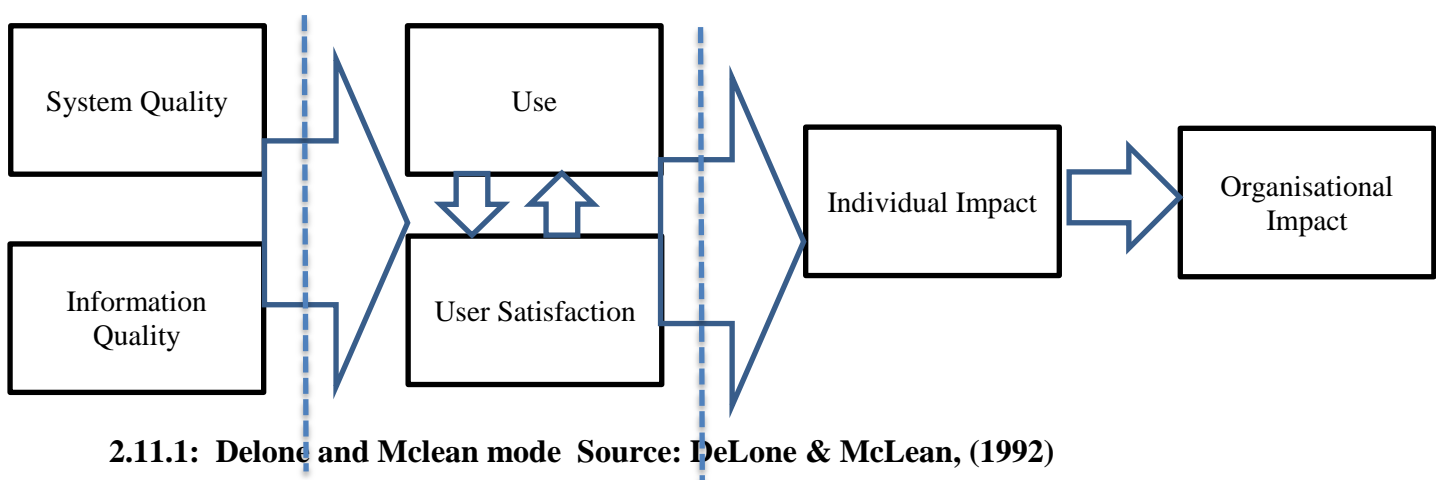 System Quality
Use
Individual Impact
Organisational
Impact
Information
Quality
User Satisfaction
2.11.1: Delone and Mclean mode Source: DeLone & McLean, (1992)